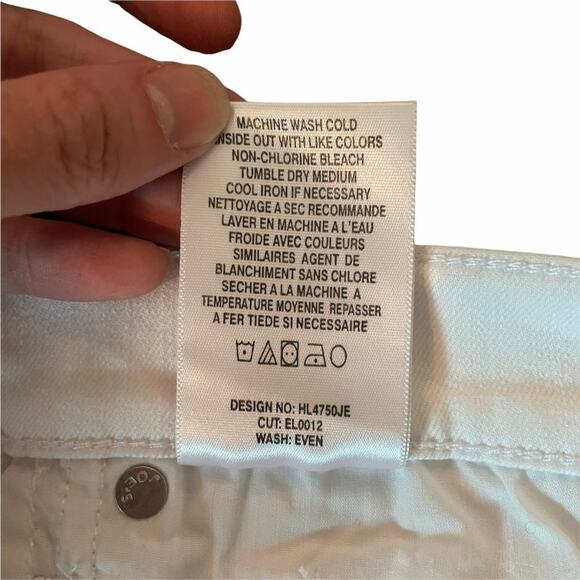 MACHINE WASH COLD
INSIDE OUT WITH LIKE COLORS
NON-CHLORINE BLEACH
TUMBLE DRY MEDIUM
COOL IRON IF NECESSARY
NETTOYAGE A SEC RECOMMANDE
LAVER EN MACHINE A L'EAU
FROIDE AVEC COULEURS
SIMILAIRES AGENT DE
BLANCHIMENT SANS CHLORE
SECHER A LA MACHINE A
TEMPERATURE MOYENNE REPASSER
A FER TIEDE SI NECESSAIRE
DESIGN NO: HL4750JE
CUT: EL0012
WASH: EVEN
JOE'S